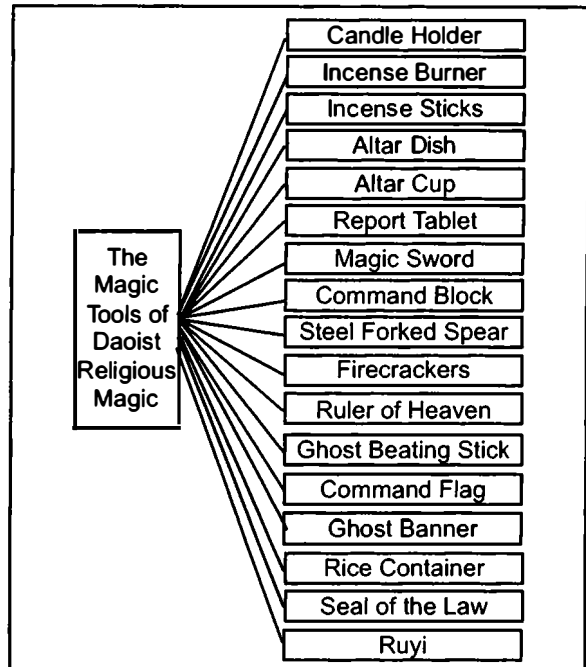 Candle Holder
Incense Burner
Incense Sticks
Altar Dish
Altar Cup
Report Tablet
The
Magic
Tools of
Daoist
Religious
Magic
Magic Sword
Command Block
Steel Forked Spear
Firecrackers
Ruler of Heaven
Ghost Beating Stick
Command Flag
Ghost Banner
Rice Container
Seal of the Law
Ruyi